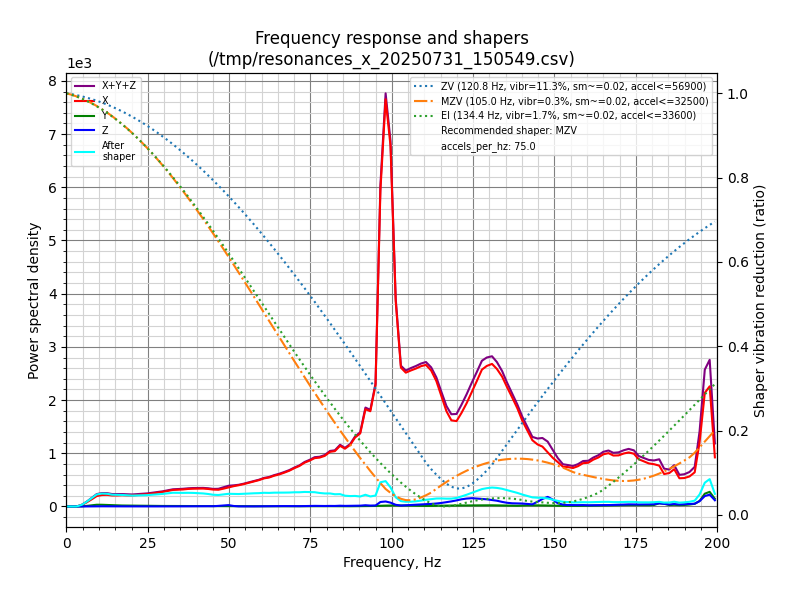 Frequency response and shapers
(/tmp/resonances_x_20250731_150549.csv)
1e3
X+Y+Z
X
Y
Z
After
shaper
ZV (120.8 Hz, vibr=11.3%, sm~=0.02, accel<=56900)
MZV (105.0 Hz, vibr=0.3%, sm~=0.02, accel<=32500)
EI (134.4 Hz, vibr=1.7%, sm~=0.02, accel<=33600)
Recommended shaper: MZV
accels_per_hz: 75.0
8
7
6
5
4
3
2
1
0
Power spectral density
1.0
0.8
0.6
0.4
0.2
0.0
Shaper vibration reduction (ratio)
0 25 50 75 100 125 150 175 200
Frequency, Hz